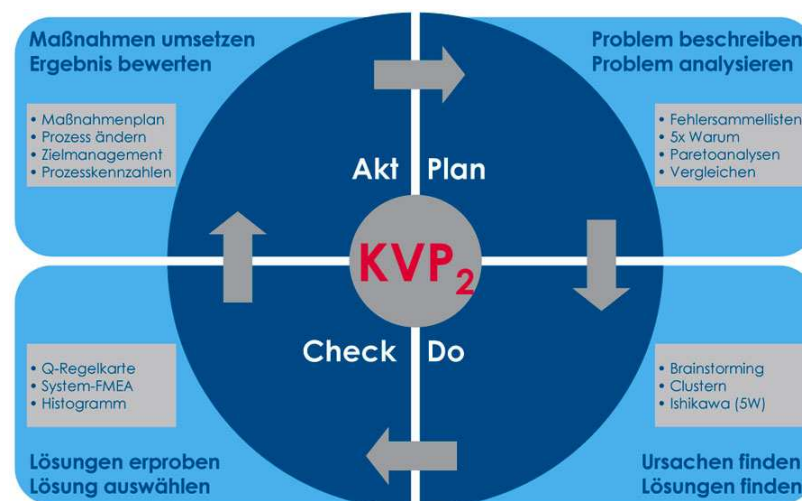 Maßnahmen umsetzen
Ergebnis bewerten
• Maßnahmenplan
• Prozess ändern
• Zielmanagement
• Prozesskennzahlen
Problem beschreiben
Problem analysieren
• Fehlersammellisten
• 5x Warum
• Paretoanalysen
• Vergleichen
Akt
Plan
KVP2
Check
Do
• Q-Regelkarte
• System-FMEA
• Histogramm
Lösungen erproben
Lösung auswählen
• Brainstorming
• Clustern
• Ishikawa (5W)
Ursachen finden
Lösungen finden